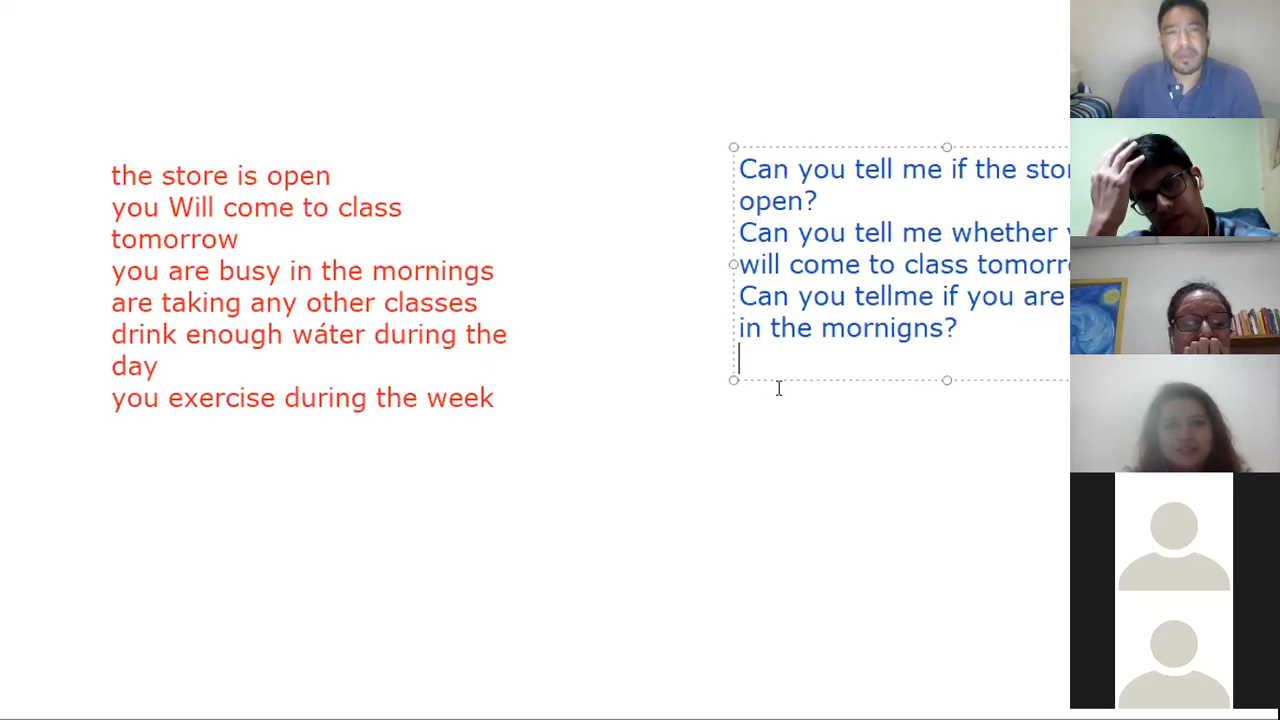 the store is open
you Will come to class
tomorrow
you are busy in the mornings
are taking any other classes
drink enough wáter during the
day
you exercise during the week
Can you tell me if the
open?
Can you tell me whether
will come to class
Can you tellme if you are
in the mornigns?